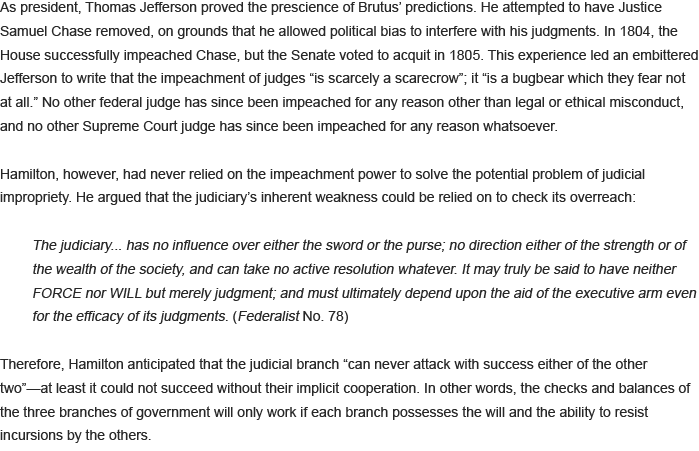 As president, Thomas Jefferson proved the prescience of Brutus’ predictions. He attempted to have Justice
Samuel Chase removed, on grounds that he allowed political bias to interfere with his judgments. In 1804, the
House successfully impeached Chase, but the Senate voted to acquit in 1805. This experience led an embittered
Jefferson to write that the impeachment of judges “is scarcely a scarecrow”; it “is a bugbear which they fear not
at all.” No other federal judge has since been impeached for any reason other than legal or ethical misconduct,
and no other Supreme Court judge has since been impeached for any reason whatsoever.
Hamilton, however, had never relied on the impeachment power to solve the potential problem of judicial
impropriety. He argued that the judiciary’s inherent weakness could be relied on to check its overreach:
The judiciary... has no influence over either the sword or the purse; no direction either of the strength or of
the wealth of the society, and can take no active resolution whatever. It may truly be said to have neither
FORCE nor WILL but merely judgment; and must ultimately depend upon the aid of the executive arm even
for the efficacy of its judgments. (Federalist No. 78)
Therefore, Hamilton anticipated that the judicial branch “can never attack with success either of the other
two”—at least it could not succeed without their implicit cooperation. In other words, the checks and balances of
the three branches of government will only work if each branch possesses the will and the ability to resist
incursions by the others.